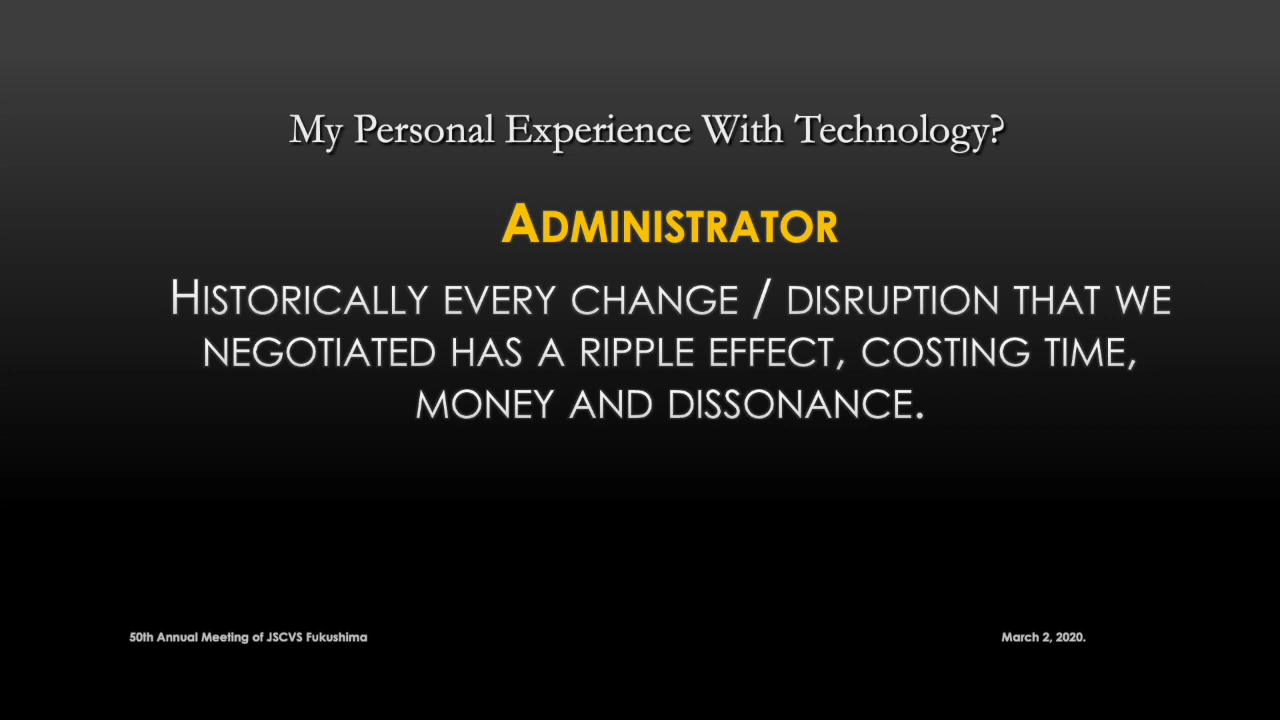 My Personal Experience With Technology?
Administrator
Historically every change / disruption that we
negotiated has a ripple effect, costing time,
money and dissonance.
50th Annual Meeting of JSCVS Fukushima
March 2, 2020.